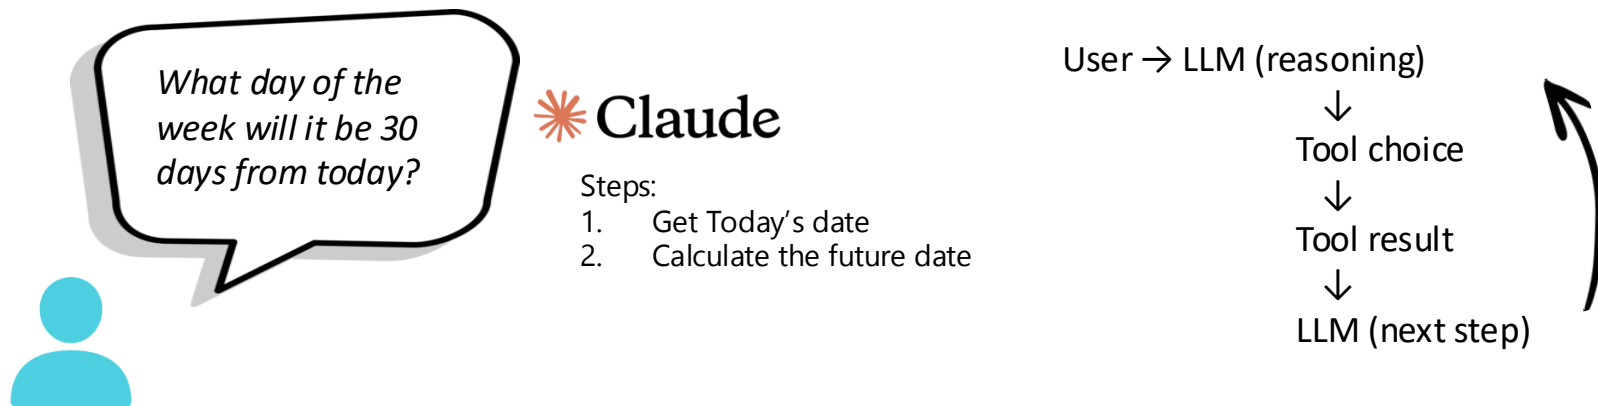 What day of the
week will it be 30
days from today?
Claude
Steps:
1. Get Today's date
2. Calculate the future date
User → LLM (reasoning)
↓
Tool choice
↓
Tool result
↓
LLM (next step)